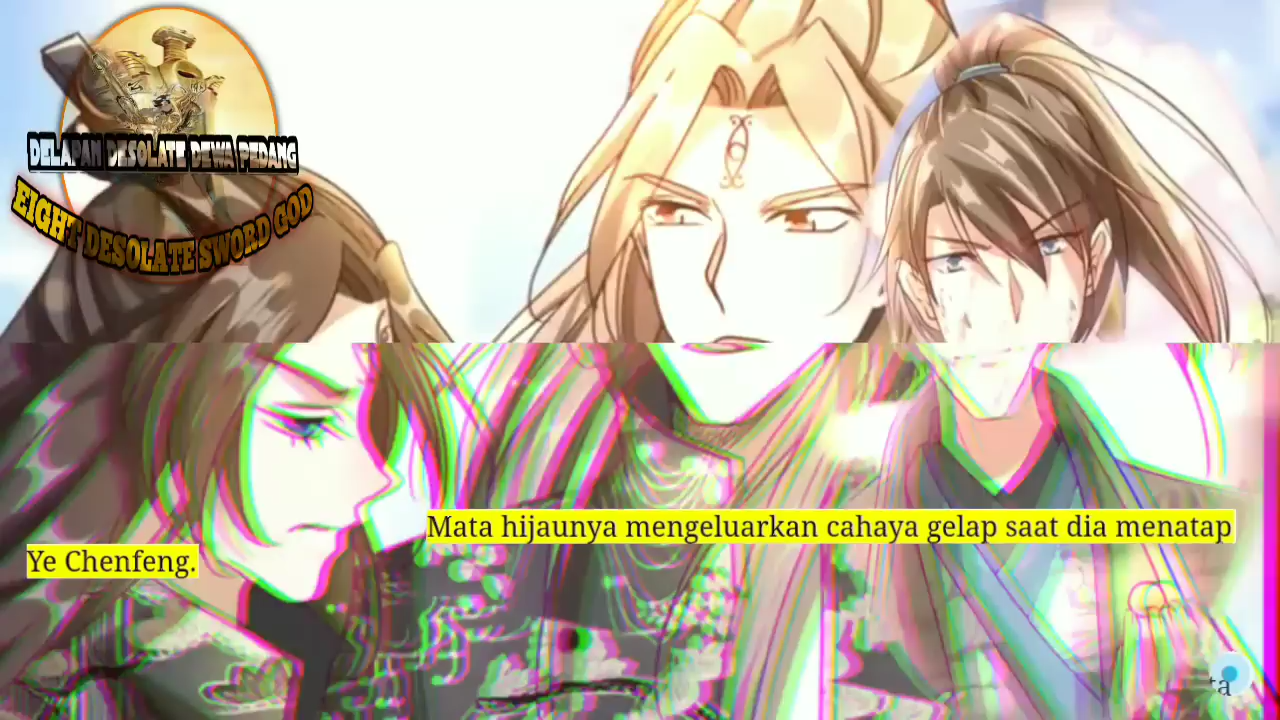 DELAPAN DESOLATE DEWA PEDANG
EIGHT DESOLATE SWORD GOD
Mata hijaunya mengeluarkan cahaya gelap saat dia menatap
Ye Chenfeng.